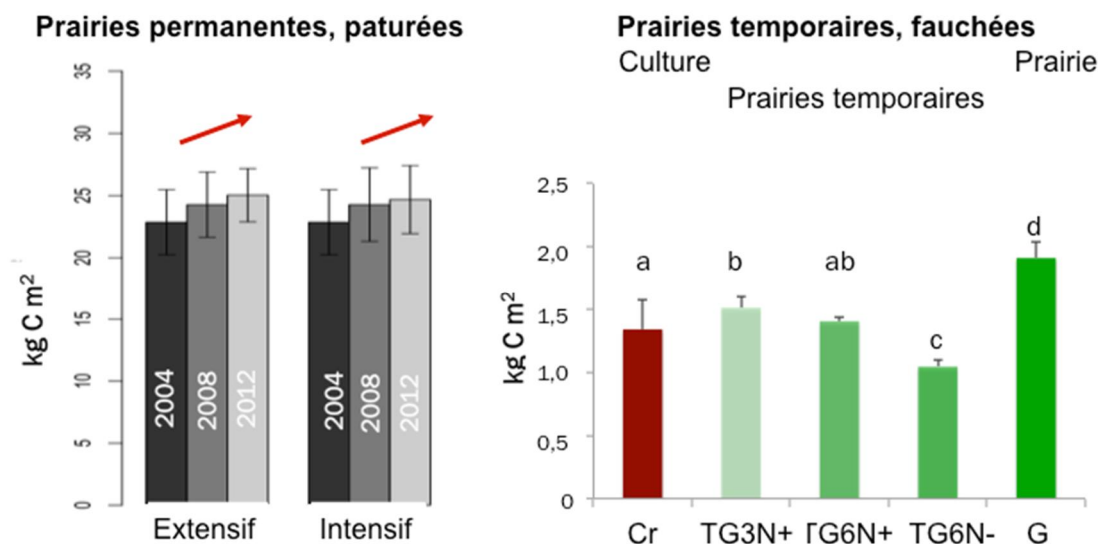 Prairies permanentes, paturées
35
30
25
20
15
10
5
0
kg C m²
2004
2008
2012
2004
2008
2012
Extensif
Intensif
Prairies temporaires, fauchées
Culture
Prairie
Prairies temporaires
2,5
2,0
1,5
1,0
0,5
0
kg C m²
a
b
ab
c
d
Cr
TG3N+
TG6N+
TG6N-
G